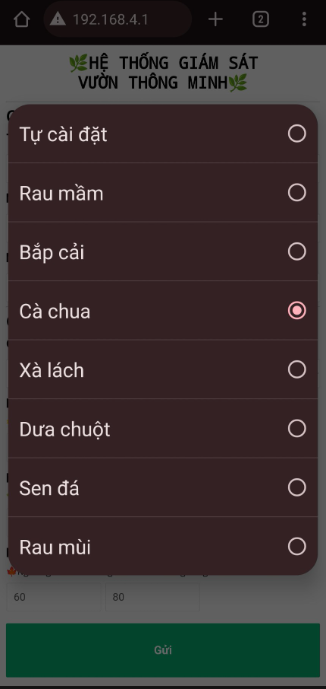 192.168.4.1
2
🌿HỆ THỐNG GIÁM SÁT
VƯỜN THÔNG MINH🌿
Tự cài đặt
Rau mầm
Bắp cải
Cà chua
Xà lách
Dưa chuột
Sen đá
Rau mùi
60 80
Gửi